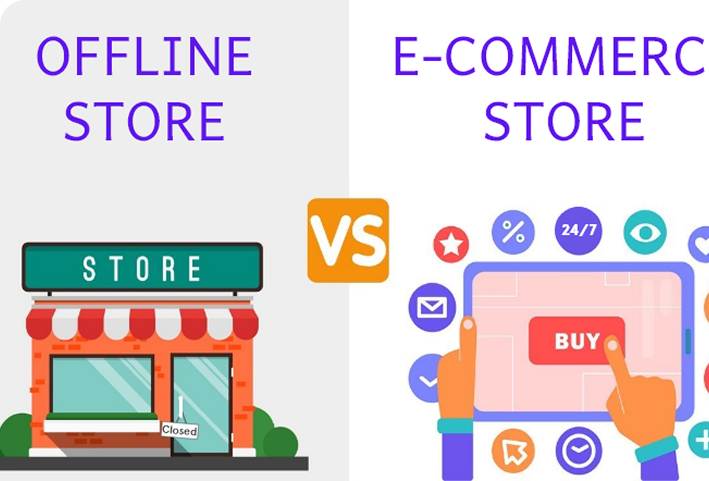 OFFLINE
STORE
E-COMMERC
STORE
VS
STORE
Closed
%
24/7
BUY